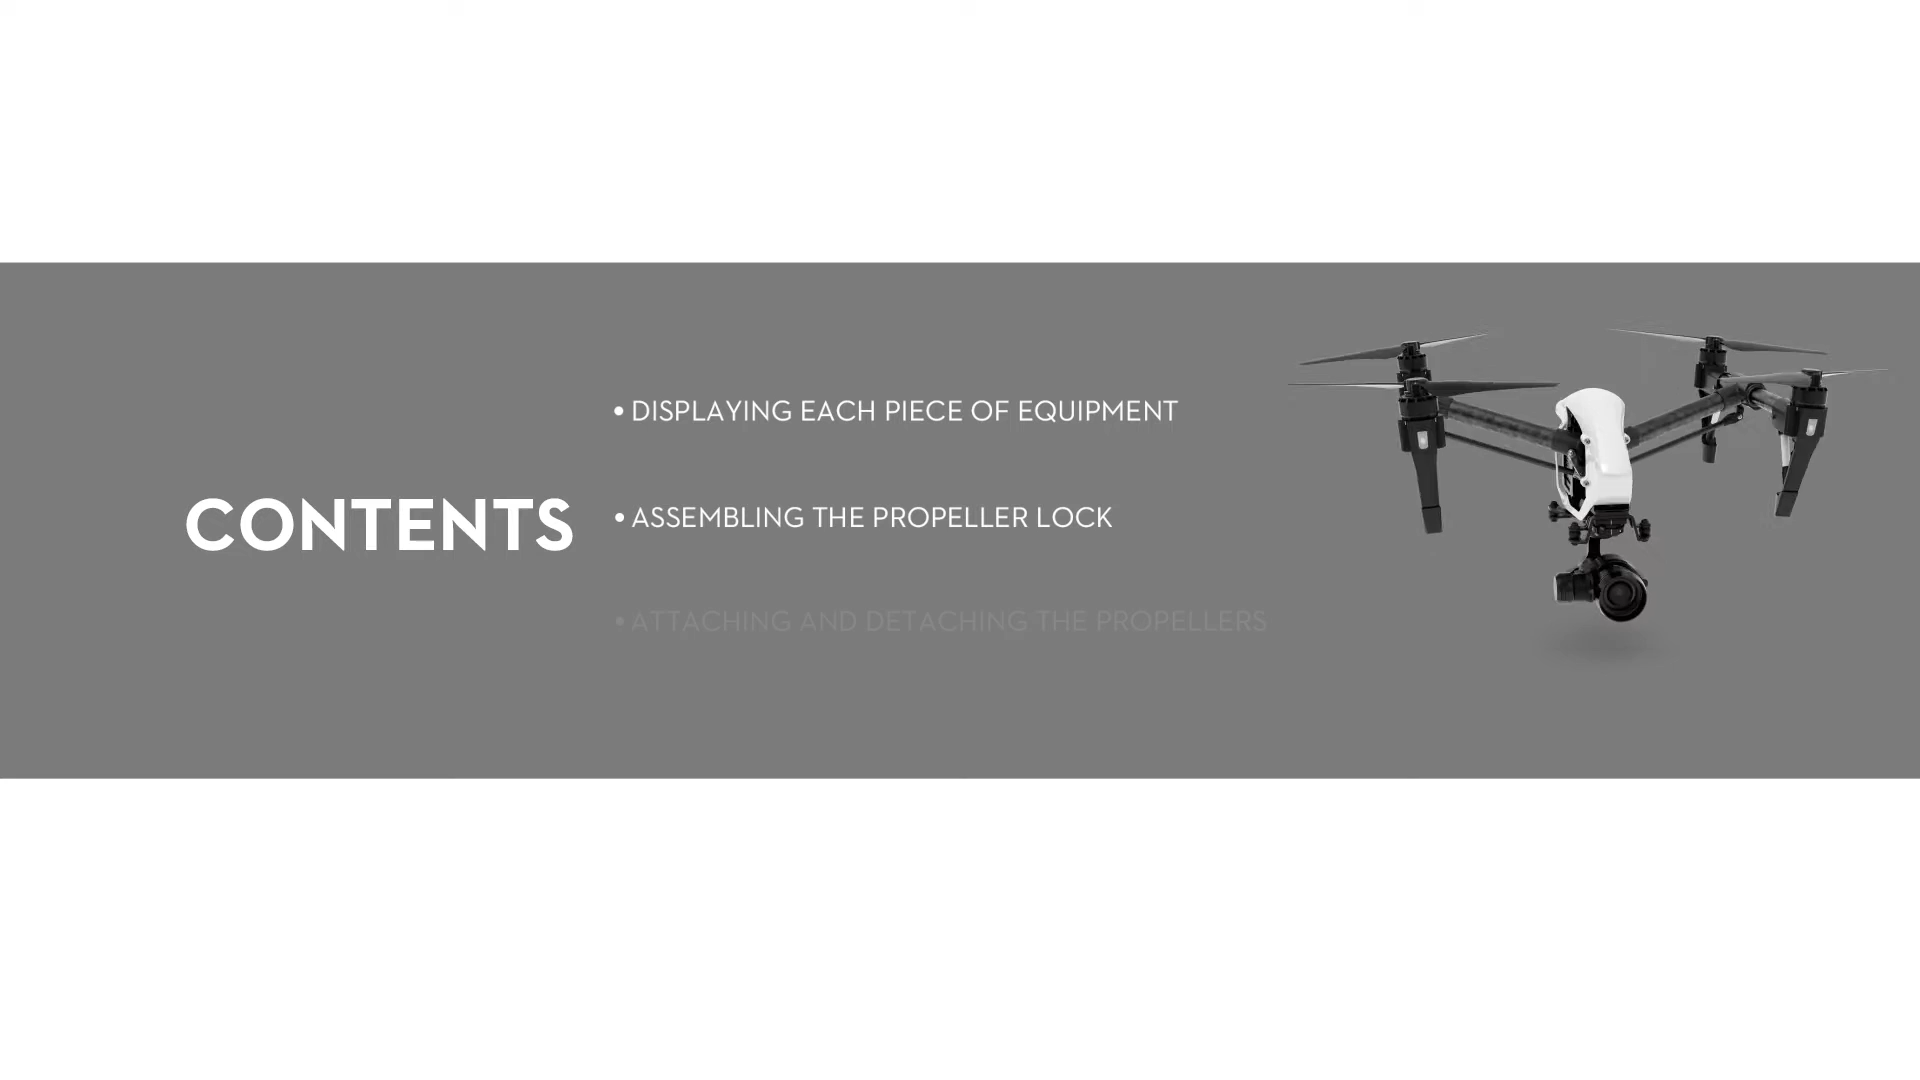 CONTENTS
• DISPLAYING EACH PIECE OF EQUIPMENT
• ASSEMBLING THE PROPELLER LOCK
• ATTACHING AND DETACHING THE PROPELLERS